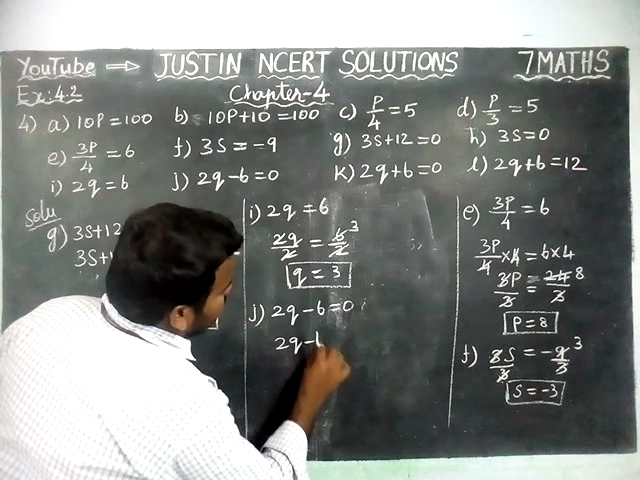 YouTube ⇒ JUSTIN NCERT SOLUTIONS 7MATHS
Ex:4.2 Chapter-4
4) a) 10P=100 b) 10P+10=100 c) P/4=5 d) P/3=5
e) 3P/4=6 f) 3S=-9 g) 3S+12=0 h) 3S=0
i) 2q=6 j) 2q-6=0 k) 2q+6=0 l) 2q+6=12
Solu
g) 3S+12
3S+
i) 2q=6
2q/2=6/2 3
q=3
j) 2q-6=0
2q-
e) 3P/4=6
3P/4×4=6×4
3P/3=24/3 8
P=8
f) 3S/3=-9/3 3
S=-3